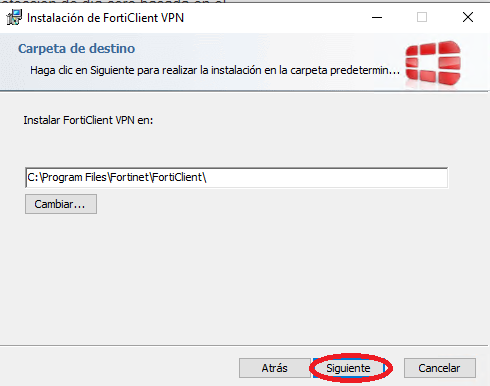 Instalación de FortiClient VPN
Carpeta de destino
Haga clic en Siguiente para realizar la instalación en la carpeta predetermin...
Instalar FortiClient VPN en:
C:\Program Files\Fortinet\FortiClient\
Cambiar...
Atrás Siguiente Cancelar